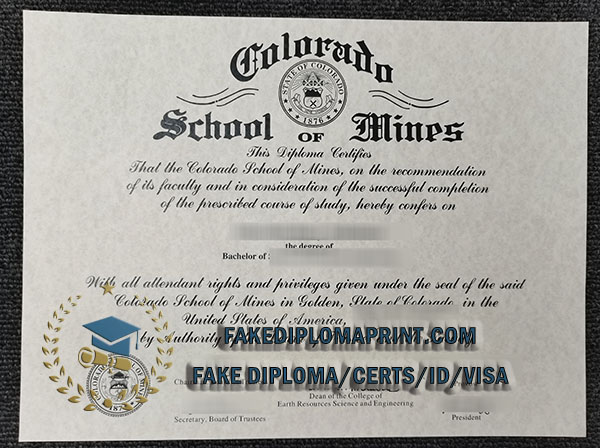 Colorado
STATE OF COLORADO
1876
School OF Mines
This Diploma Certifies
That the Colorado School of Mines, on the recommendation
of its faculty and in consideration of the successful completion
of the prescribed course of study, hereby confers on
the degree of
Bachelor of
With all attendant rights and privileges given under the seal of the said
Colorado School of Mines in Golden, State of Colorado, in the
United States of America,
by Authority
FAKEDIPLOMAPRINT.COM
FAKE DIPLOMA/CERTS/ID/VISA
Dean of the College of
Earth Resources Science and Engineering
Secretary, Board of Trustees
President